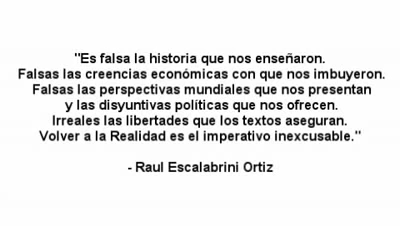 "Es falsa la historia que nos enseñaron.
Falsas las creencias económicas con que nos imbuyeron.
Falsas las perspectivas mundiales que nos presentan
y las disyuntivas políticas que nos ofrecen.
Irreales las libertades que los textos aseguran.
Volver a la Realidad es el imperativo inexcusable."
- Raul Escalabrini Ortiz